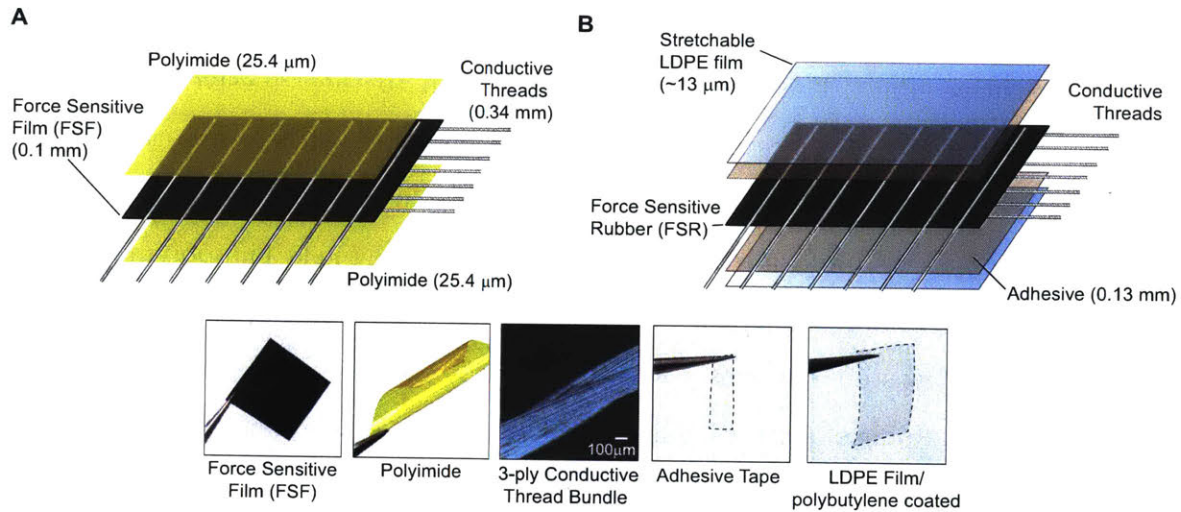 A
Polyimide (25.4 μm)
Conductive
Threads
(0.34 mm)
Force Sensitive
Film (FSF)
(0.1 mm)
Polyimide (25.4 μm)
B
Stretchable
LDPE film
(~13 μm)
Conductive
Threads
Force Sensitive
Rubber (FSR)
Adhesive (0.13 mm)
Force Sensitive
Film (FSF)
Polyimide
100μm
3-ply Conductive
Thread Bundle
Adhesive Tape
LDPE Film/
polybutylene coated